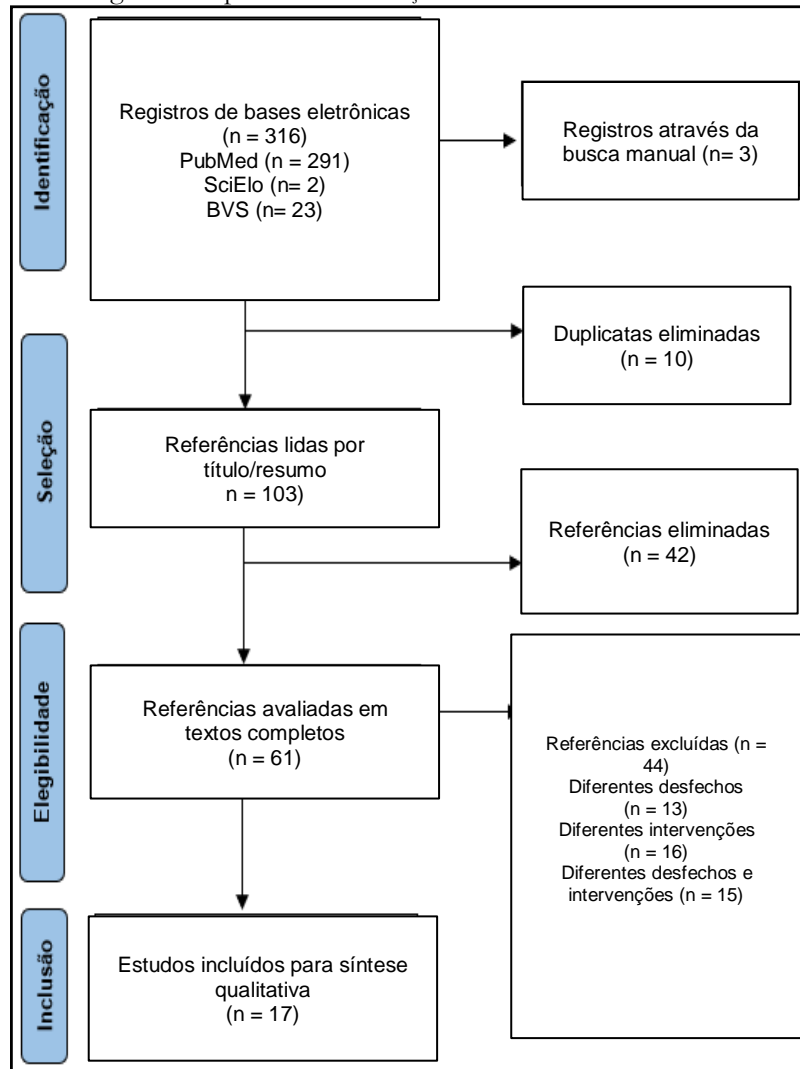 Identificação
Registros de bases eletrônicas
(n = 316)
PubMed (n = 291)
SciElo (n= 2)
BVS (n= 23)
Registros através da
busca manual (n= 3)
Seleção
Duplicatas eliminadas
(n = 10)
Referências lidas por
título/resumo
n = 103)
Referências eliminadas
(n = 42)
Elegibilidade
Referências avaliadas em
textos completos
(n = 61)
Referências excluídas (n =
44)
Diferentes desfechos
(n = 13)
Diferentes intervenções
(n = 16)
Diferentes desfechos e
intervenções (n = 15)
Inclusão
Estudos incluídos para síntese
qualitativa
(n = 17)